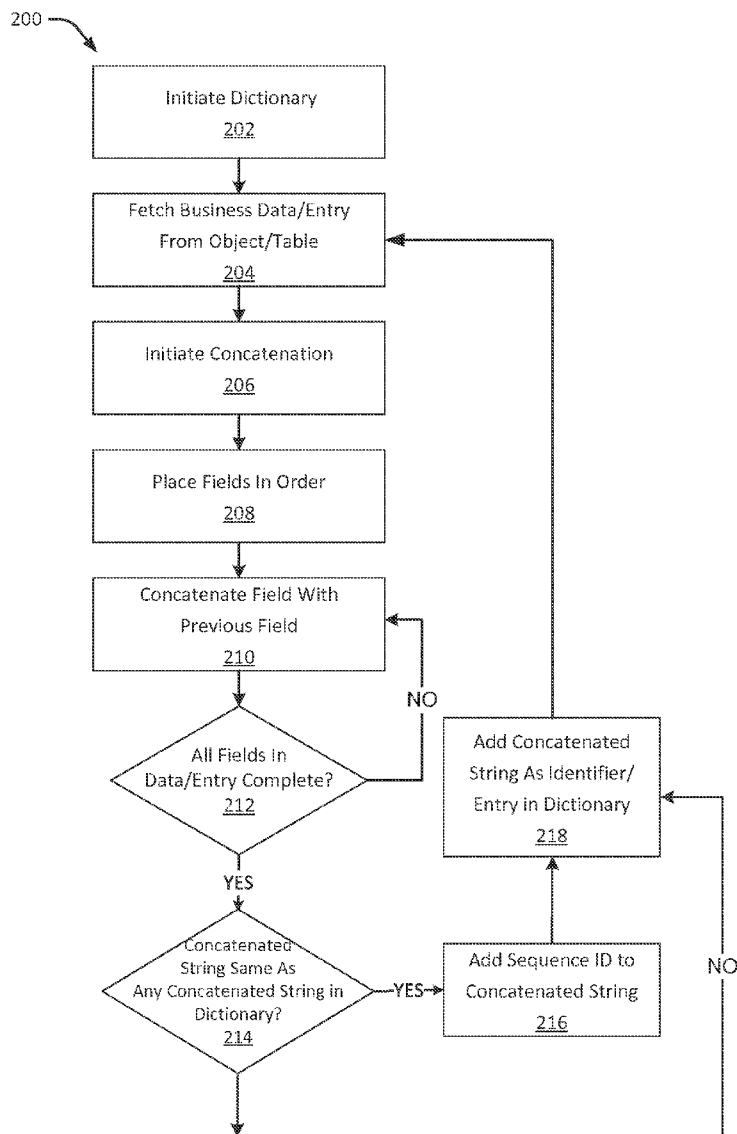 200
Initiate Dictionary
202
Fetch Business Data/Entry
From Object/Table
204
Initiate Concatenation
206
Place Fields In Order
208
Concatenate Field With
Previous Field
210
NO
All Fields In
Data/Entry Complete?
212
Add Concatenated
String As Identifier/
Entry in Dictionary
218
YES
Concatenated
String Same As
Any Concatenated String in
Dictionary?
214
YES
Add Sequence ID to
Concatenated String
216
NO